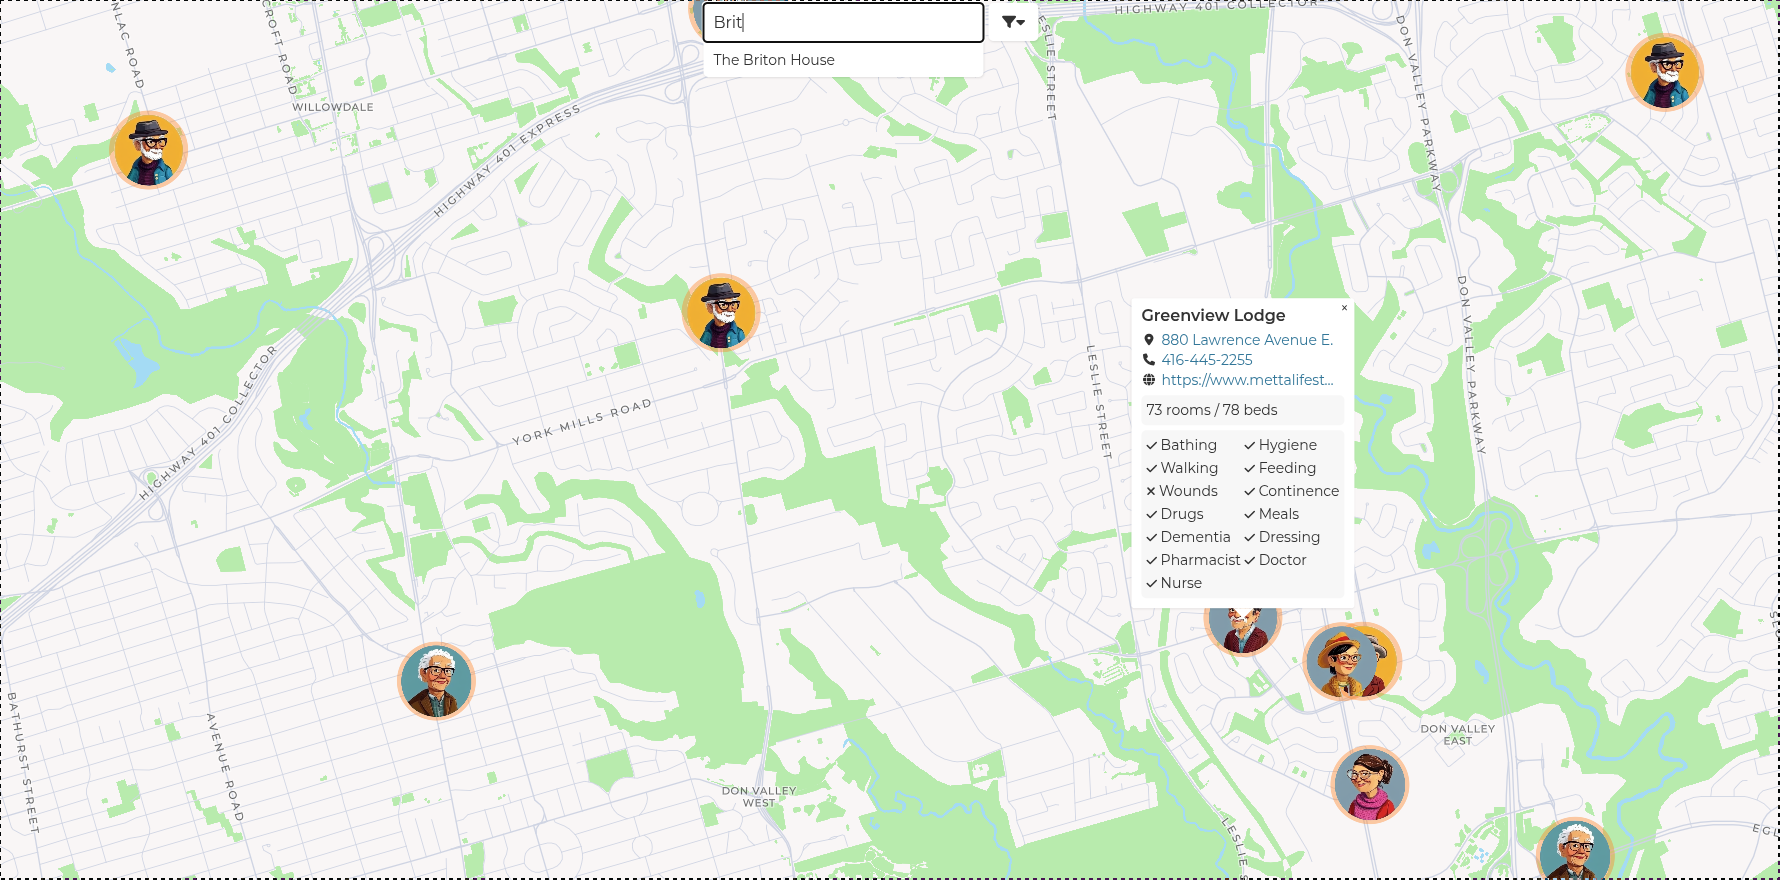 Brit
The Briton House
HIGHWAY 401 COLLECTOR
CROFT ROAD
WILLOWDALE
HIGHWAY 401 EXPRESS
LESLIE STREET
DON VALLEY PARKWAY
HIGHWAY 401 COLLECTOR
YORK MILLS ROAD
LESLIE STREET
DON VALLEY PARKWAY
Greenview Lodge
×
880 Lawrence Avenue E.
416-445-2255
https://www.mettalifest...
73 rooms / 78 beds
✓ Bathing ✓ Hygiene
✓ Walking ✓ Feeding
× Wounds ✓ Continence
✓ Drugs ✓ Meals
✓ Dementia ✓ Dressing
✓ Pharmacist ✓ Doctor
✓ Nurse
BATHURST STREET
AVENUE ROAD
DON VALLEY
WEST
DON VALLEY
EAST
LESLIE S
EGL